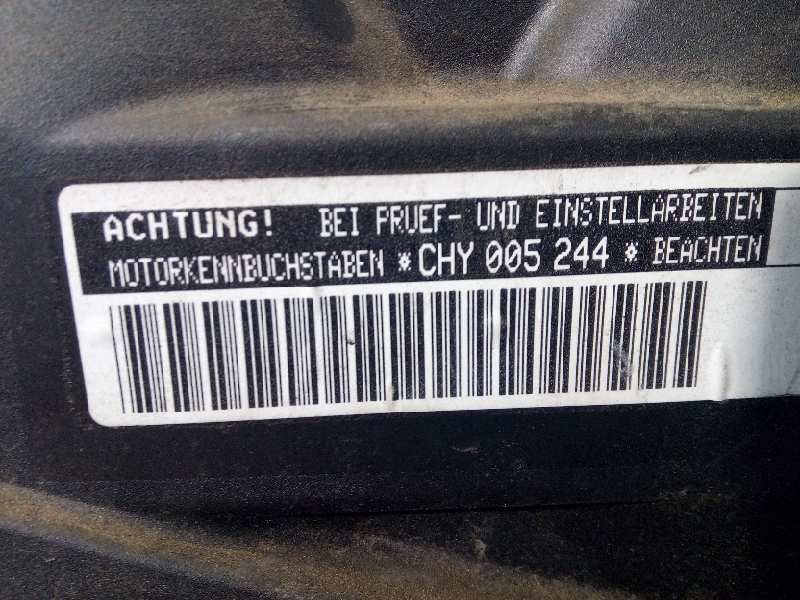 ACHTUNG! BEI PRUEF- UND EINSTELLARBEITEN
MOTORKENNBUCHSTABEN *CHY 005 244 * BEACHTEN